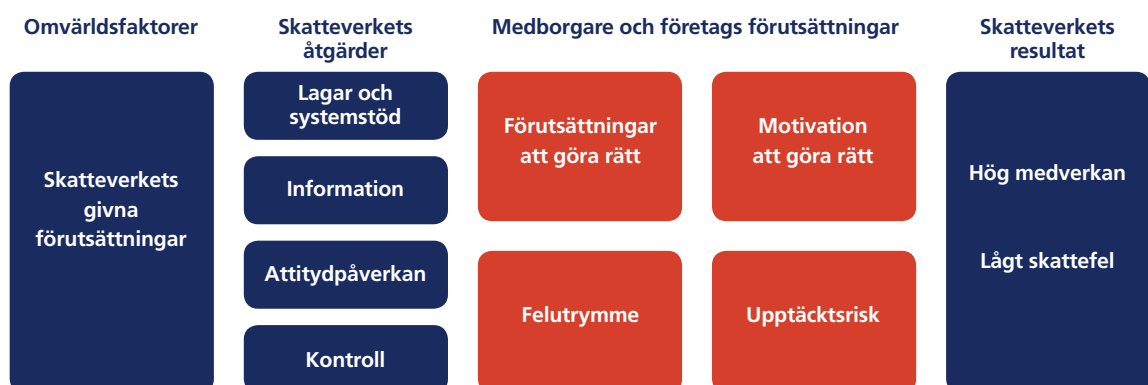 Omvärldsfaktorer
Skatteverkets
givna
förutsättningar
Skatteverkets
åtgärder
Lagar och
systemstöd
Information
Attitydpåverkan
Kontroll
Medborgare och företags förutsättningar
Förutsättningar
att göra rätt
Motivation
att göra rätt
Felutrymme
Upptäcktsrisk
Skatteverkets
resultat
Hög medverkan
Lågt skattefel